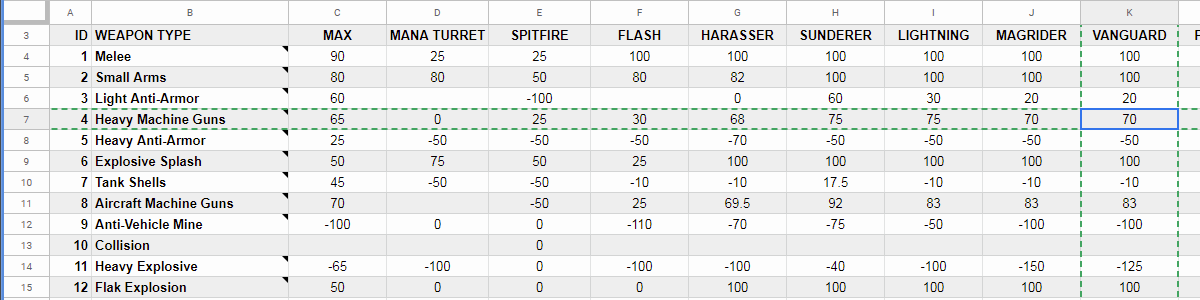 A B C D E F G H I J K
3 ID WEAPON TYPE MAX MANA TURRET SPITFIRE FLASH HARASSER SUNDERER LIGHTNING MAGRIDER VANGUARD
4 1 Melee 90 25 25 100 100 100 100 100 100
5 2 Small Arms 80 80 50 80 82 100 100 100 100
6 3 Light Anti-Armor 60 -100 0 60 30 20 20
7 4 Heavy Machine Guns 65 0 25 30 68 75 75 70 70
8 5 Heavy Anti-Armor 25 -50 -50 -50 -70 -50 -50 -50 -50
9 6 Explosive Splash 50 75 50 25 100 100 100 100 100
10 7 Tank Shells 45 -50 -50 -10 -10 17.5 -10 -10 -10
11 8 Aircraft Machine Guns 70 -50 25 69.5 92 83 83 83
12 9 Anti-Vehicle Mine -100 0 0 -110 -70 -75 -50 -100 -100
13 10 Collision 0
14 11 Heavy Explosive -65 -100 0 -100 -100 -40 -100 -150 -125
15 12 Flak Explosion 50 0 0 0 100 100 100 100 100